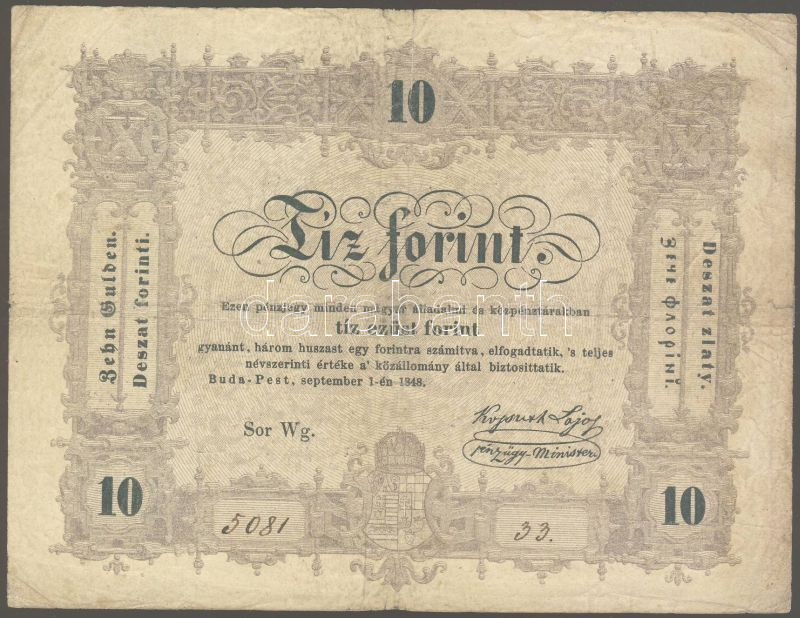 10
Tíz forint.
Ezen pénzjegy minden magyar álladalmi és közpénztárakban
tíz ezüst forint
gyanánt, három huszast egy forintra számítva, elfogadtatik, 's teljes
névszerinti értéke a' közállomány által biztosittatik.
Buda-Pest, september 1-én 1848.
Sor Wg.
Kossuth Lajos
pénzügy-Minister.
Zehn Gulden.
Deszat forinti.
Deszat zlaty.
10
5081
33.
10
darabanth